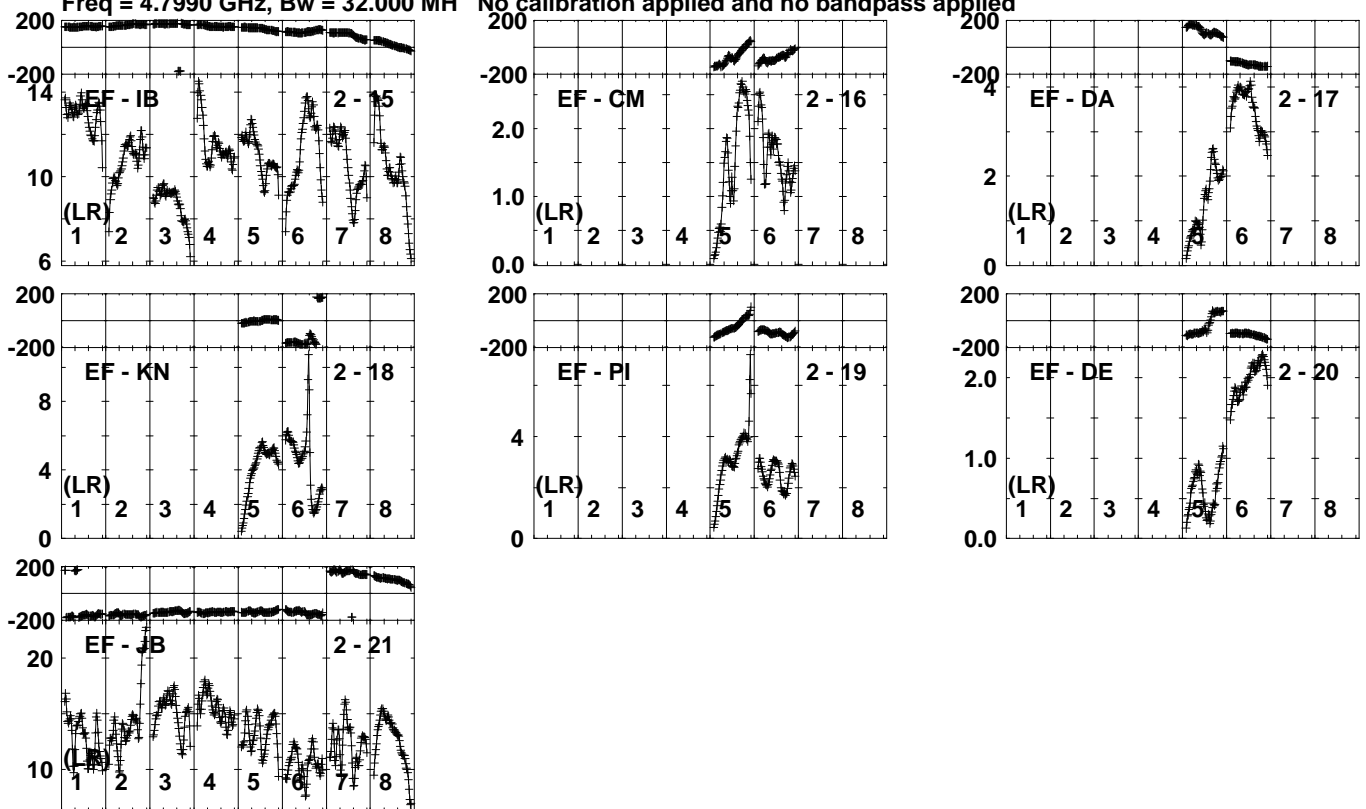 Freq = 4.7990 GHz, Bw = 32.000 MH No calibration applied and no bandpass applied
200
-200
EF - IB 2 - 15
14
10
6
(LR)
1 2 3 4 5 6 7 8
EF - CM 2 - 16
2.0
1.0
0.0
(LR)
1 2 3 4 5 6 7 8
200
-200
EF - DA 2 - 17
4
2
0
(LR)
1 2 3 4 5 6 7 8
200
-200
EF - KN 2 - 18
8
4
0
(LR)
1 2 3 4 5 6 7 8
200
-200
EF - PI 2 - 19
4
0
(LR)
1 2 3 4 5 6 7 8
200
-200
EF - DE 2 - 20
2.0
1.0
0.0
(LR)
1 2 3 4 5 6 7 8
200
-200
EF - JB 2 - 21
20
10
(LR)
1 2 3 4 5 6 7 8